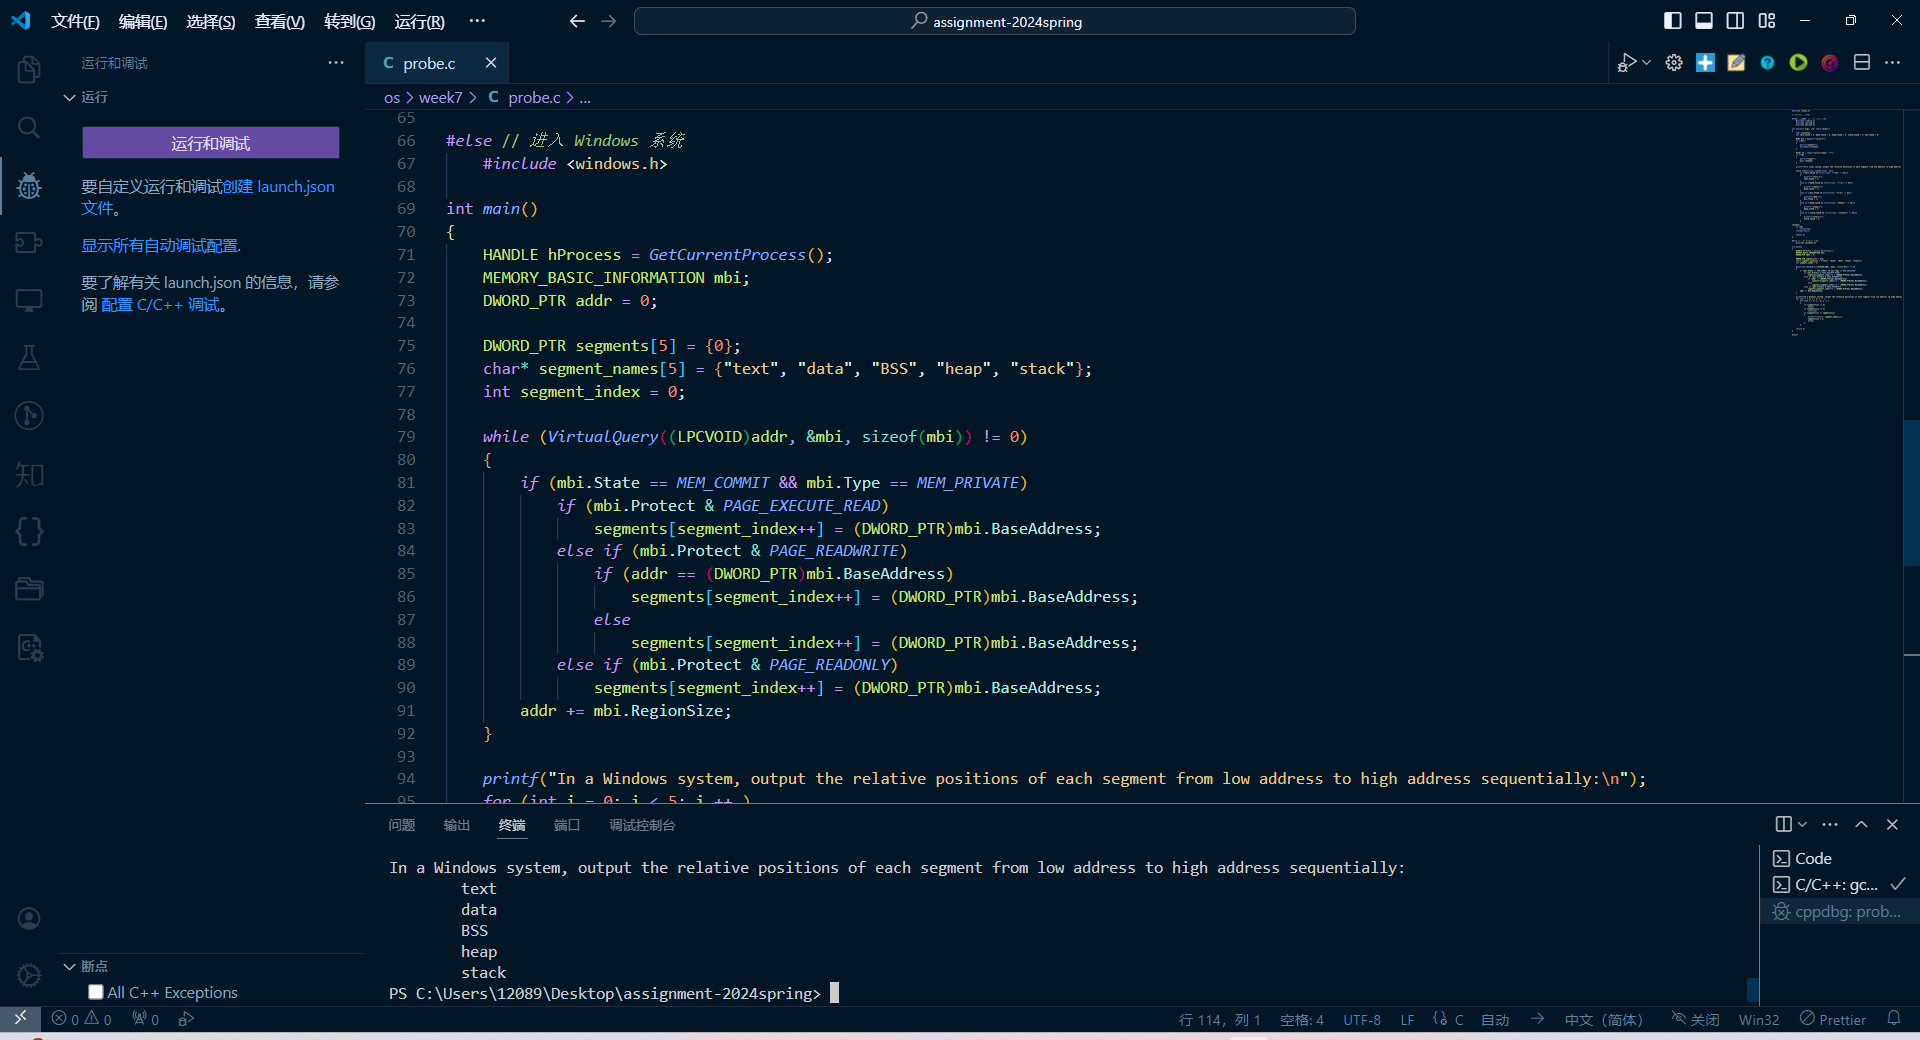 文件(F) 编辑(E) 选择(S) 查看(V) 转到(G) 运行(R) ···
assignment-2024spring
运行和调试
运行
运行和调试
要自定义运行和调试创建 launch.json
文件。
显示所有自动调试配置.
要了解有关 launch.json 的信息，请参
阅 配置 C/C++ 调试。
知
断点
All C++ Exceptions
C probe.c
os > week7 > C probe.c > ...
65
66 #else // 进入 Windows 系统
67 #include <windows.h>
68
69 int main()
70 {
71 HANDLE hProcess = GetCurrentProcess();
72 MEMORY_BASIC_INFORMATION mbi;
73 DWORD_PTR addr = 0;
74
75 DWORD_PTR segments[5] = {0};
76 char* segment_names[5] = {"text", "data", "BSS", "heap", "stack"};
77 int segment_index = 0;
78
79 while (VirtualQuery((LPCVOID)addr, &mbi, sizeof(mbi)) != 0)
80 {
81 if (mbi.State == MEM_COMMIT && mbi.Type == MEM_PRIVATE)
82 if (mbi.Protect & PAGE_EXECUTE_READ)
83 segments[segment_index++] = (DWORD_PTR)mbi.BaseAddress;
84 else if (mbi.Protect & PAGE_READWRITE)
85 if (addr == (DWORD_PTR)mbi.BaseAddress)
86 segments[segment_index++] = (DWORD_PTR)mbi.BaseAddress;
87 else
88 segments[segment_index++] = (DWORD_PTR)mbi.BaseAddress;
89 else if (mbi.Protect & PAGE_READONLY)
90 segments[segment_index++] = (DWORD_PTR)mbi.BaseAddress;
91 addr += mbi.RegionSize;
92 }
93
94 printf("In a Windows system, output the relative positions of each segment from low address to high address sequentially:\n");
95 for (int i = 0; i < 5; i ++ )
问题 输出 终端 端口 调试控制台
In a Windows system, output the relative positions of each segment from low address to high address sequentially:
text
data
BSS
heap
stack
PS C:\Users\12089\Desktop\assignment-2024spring>
Code
C/C++: gc...
cppdbg: prob...
0 0 0
行 114, 列 1 空格: 4 UTF-8 LF C 自动 中文（简体） 关闭 Win32 Prettier